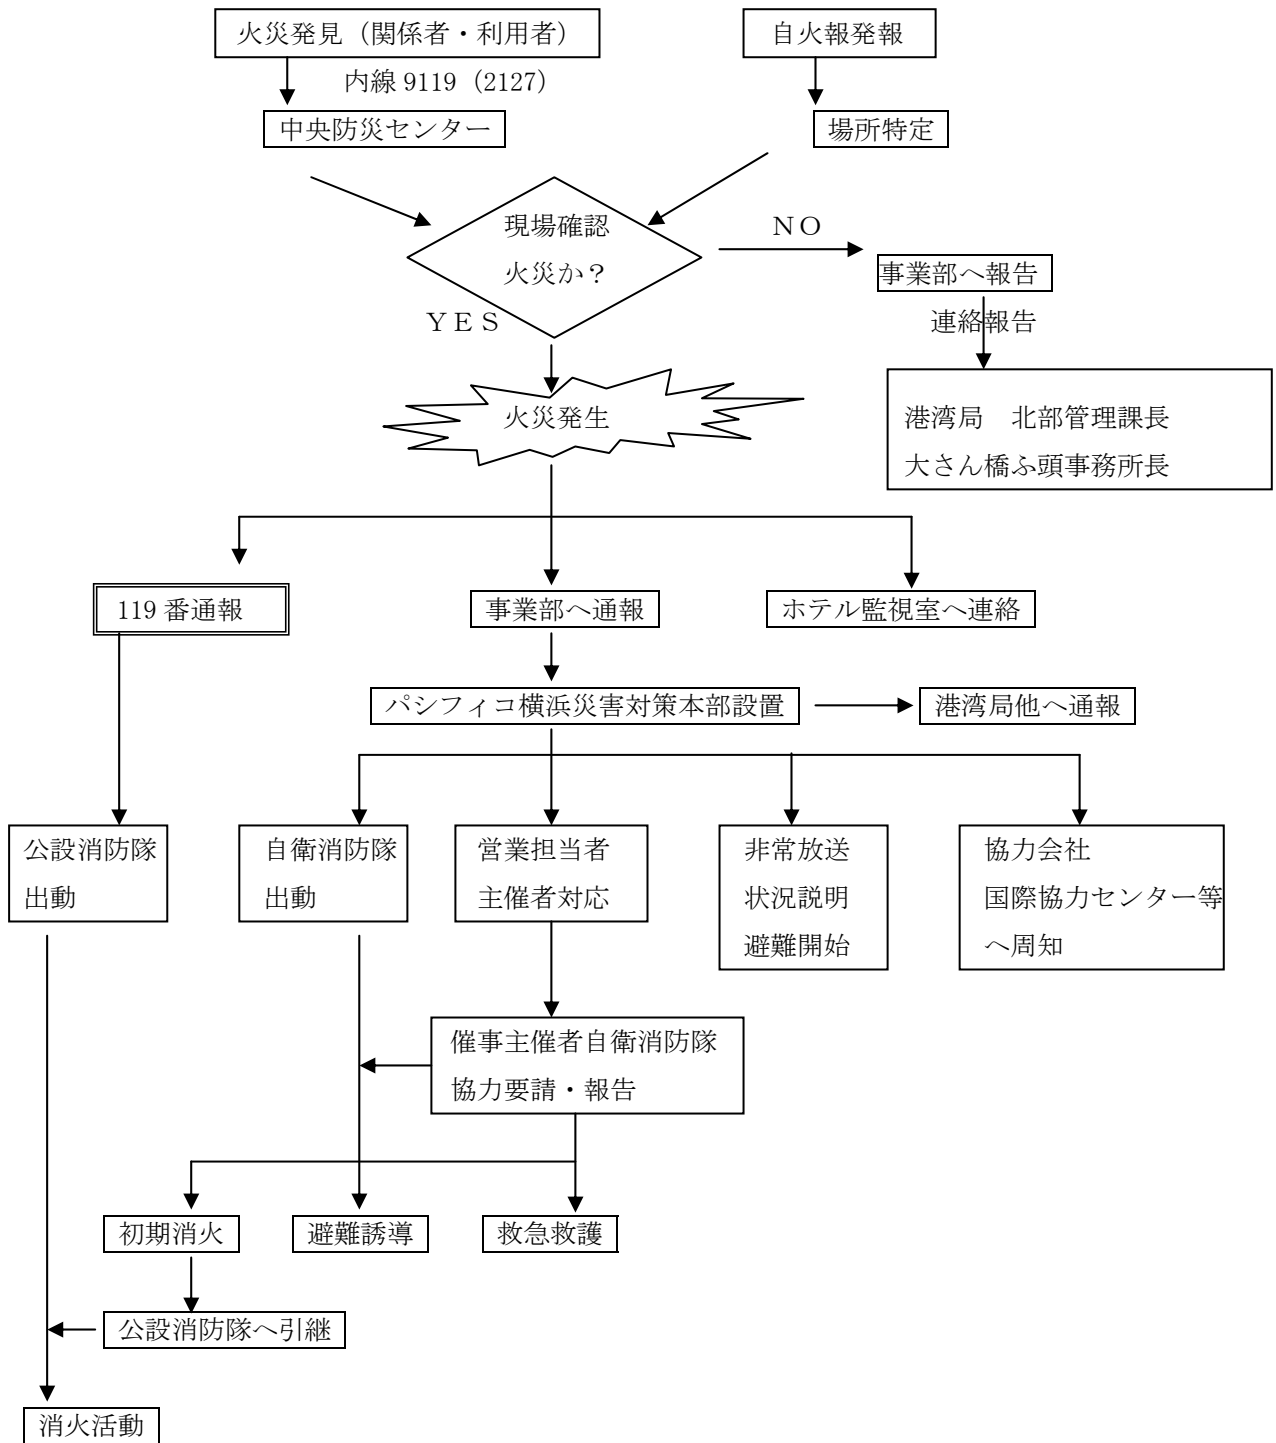 火災発見（関係者・利用者）
自火報発報
内線 9119（2127）
中央防災センター
場所特定
現場確認
火災か？
ＮＯ
事業部へ報告
ＹＥＳ
連絡報告
火災発生
港湾局　北部管理課長
大さん橋ふ頭事務所長
119 番通報
事業部へ通報
ホテル監視室へ連絡
パシフィコ横浜災害対策本部設置
港湾局他へ通報
公設消防隊
出動
自衛消防隊
出動
営業担当者
主催者対応
非常放送
状況説明
避難開始
協力会社
国際協力センター等
へ周知
催事主催者自衛消防隊
協力要請・報告
初期消火
避難誘導
救急救護
公設消防隊へ引継
消火活動